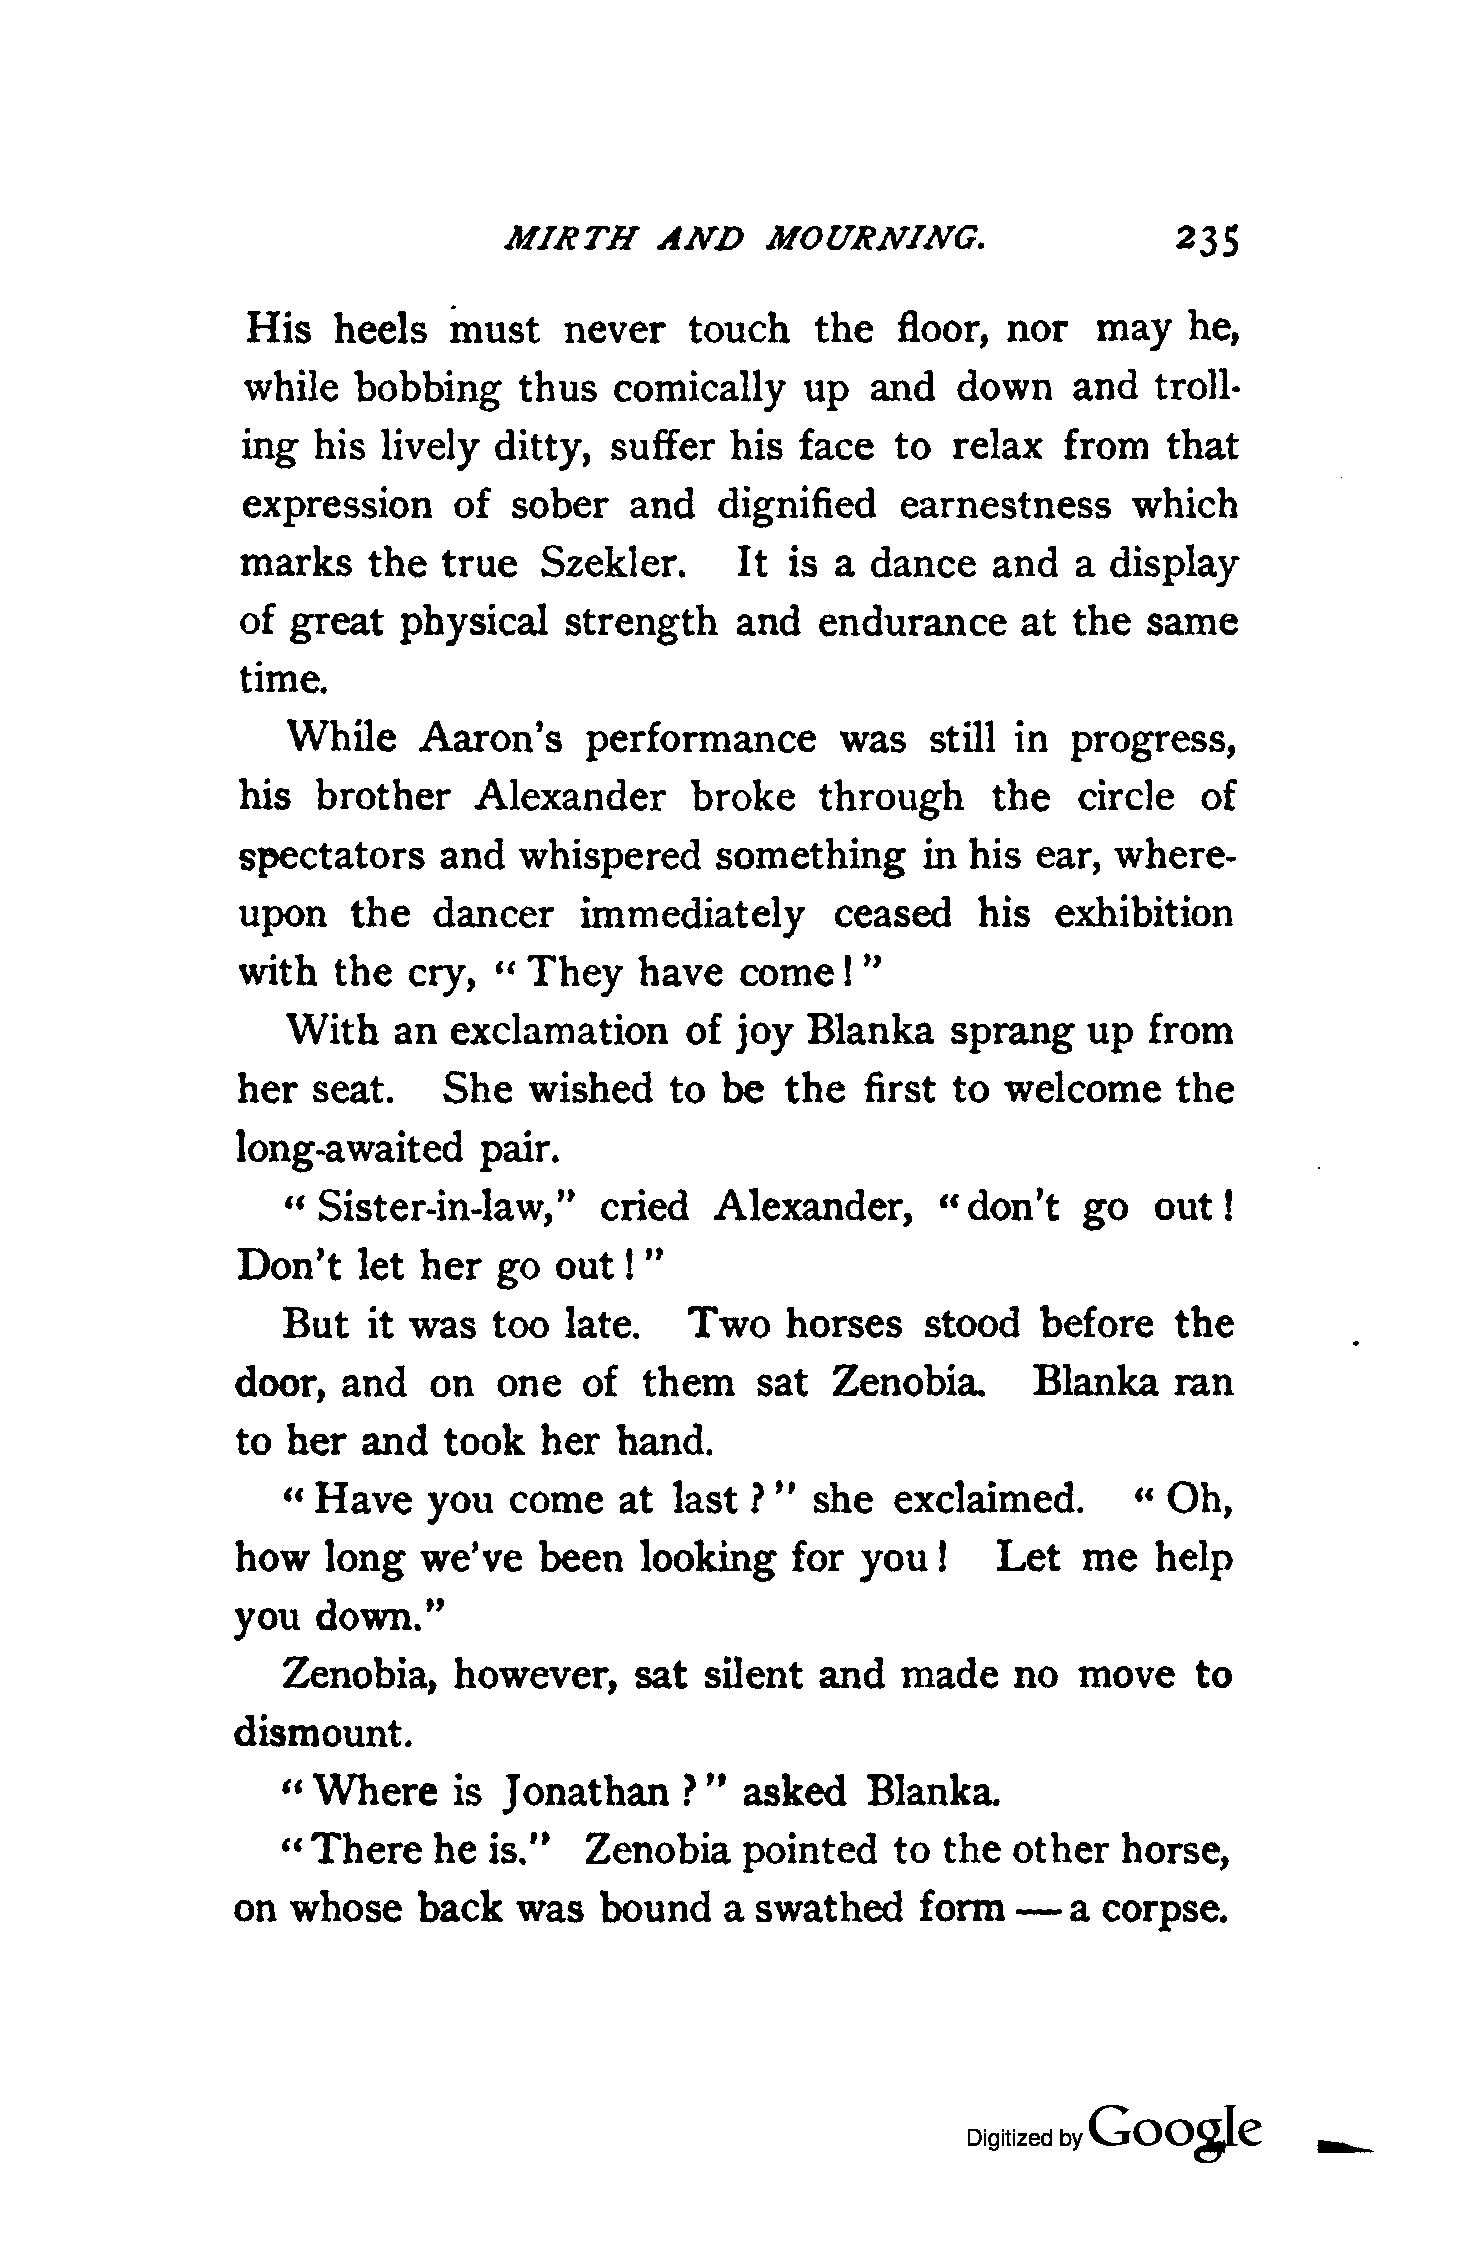 MIRTH AND MOURNING. 235
His heels must never touch the floor, nor may he,
while bobbing thus comically up and down and troll-
ing his lively ditty, suffer his face to relax from that
expression of sober and dignified earnestness which
marks the true Szekler. It is a dance and a display
of great physical strength and endurance at the same
time.
While Aaron's performance was still in progress,
his brother Alexander broke through the circle of
spectators and whispered something in his ear, where-
upon the dancer immediately ceased his exhibition
with the cry, " They have come ! "
With an exclamation of joy Blanka sprang up from
her seat. She wished to be the first to welcome the
long-awaited pair.
" Sister-in-law," cried Alexander, " don't go out !
Don't let her go out ! "
But it was too late. Two horses stood before the
door, and on one of them sat Zenobia. Blanka ran
to her and took her hand.
" Have you come at last ? " she exclaimed. " Oh,
how long we've been looking for you ! Let me help
you down."
Zenobia, however, sat silent and made no move to
dismount.
" Where is Jonathan ? " asked Blanka.
" There he is." Zenobia pointed to the other horse,
on whose back was bound a swathed form — a corpse.
Digitized by Google